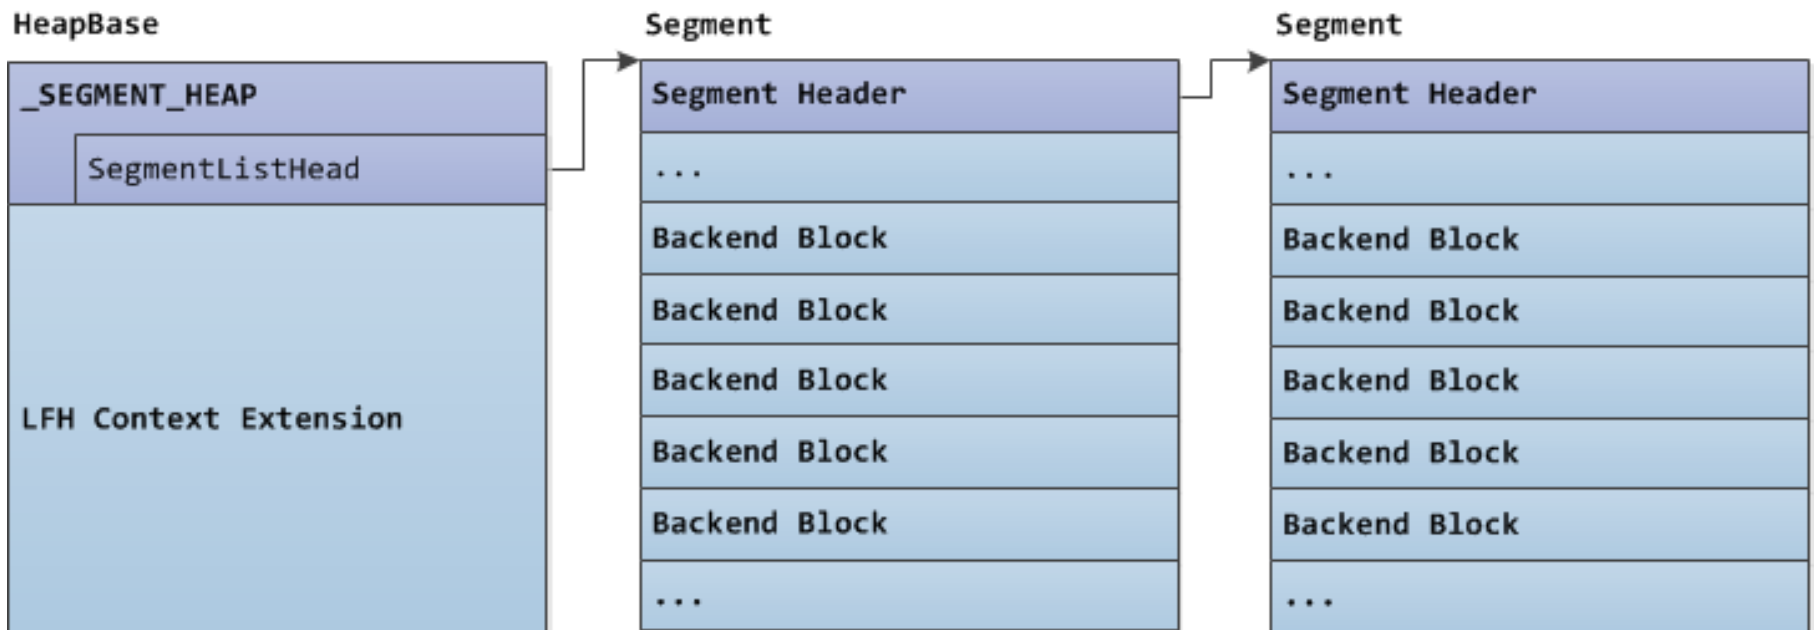 HeapBase
_SEGMENT_HEAP
SegmentListHead
LFH Context Extension
Segment
Segment Header
...
Backend Block
Backend Block
Backend Block
Backend Block
Backend Block
...
Segment
Segment Header
...
Backend Block
Backend Block
Backend Block
Backend Block
Backend Block
...